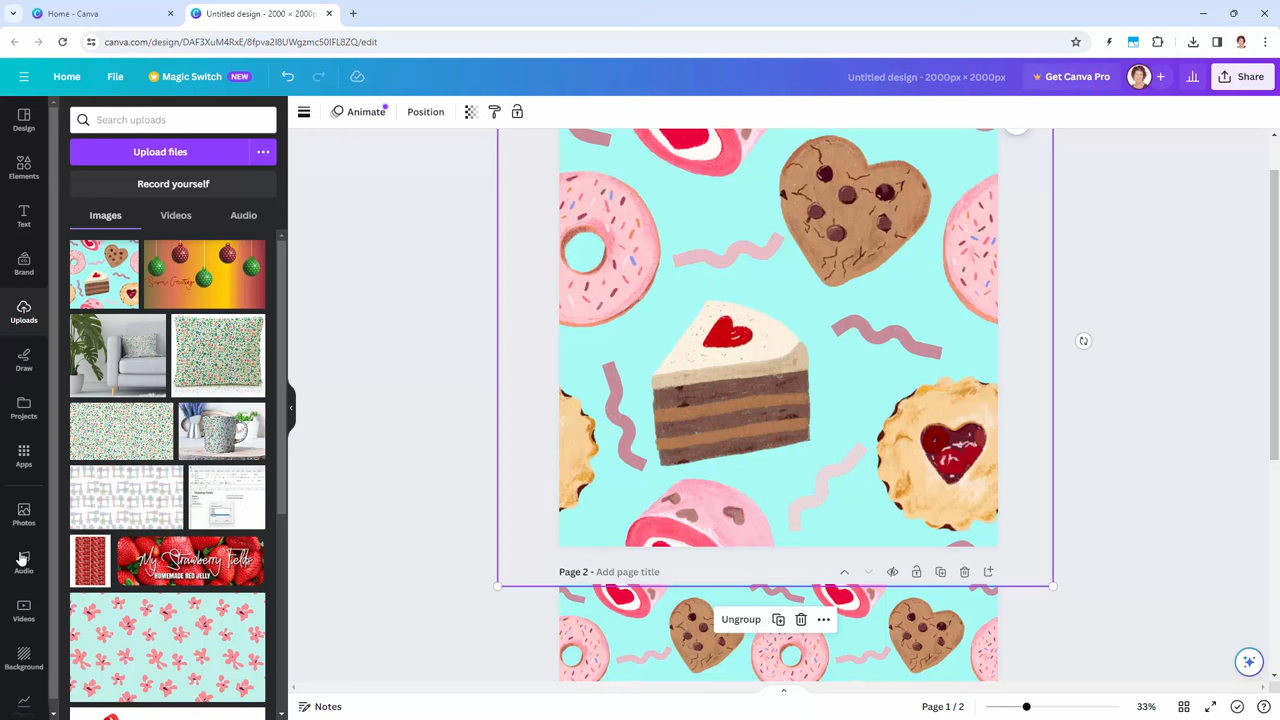 Home - Canva
Untitled design - 2000 × 2000p
canva.com/design/DAF3XuM4RxE/8fpva2l8UWgzmc50IFL8ZQ/edit
Home
File
Magic Switch NEW
Untitled design - 2000px × 2000px
Get Canva Pro
Share
Design
Elements
Text
Brand
Uploads
Draw
Projects
Apps
Photos
Audio
Videos
Background
Search uploads
Upload files
Record yourself
Images
Videos
Audio
Season Greetings
My Strawberry Fields
HOMEMADE RED JELLY
Animate
Position
Page 2 - Add page title
Ungroup
Notes
Page 1 / 2
33%